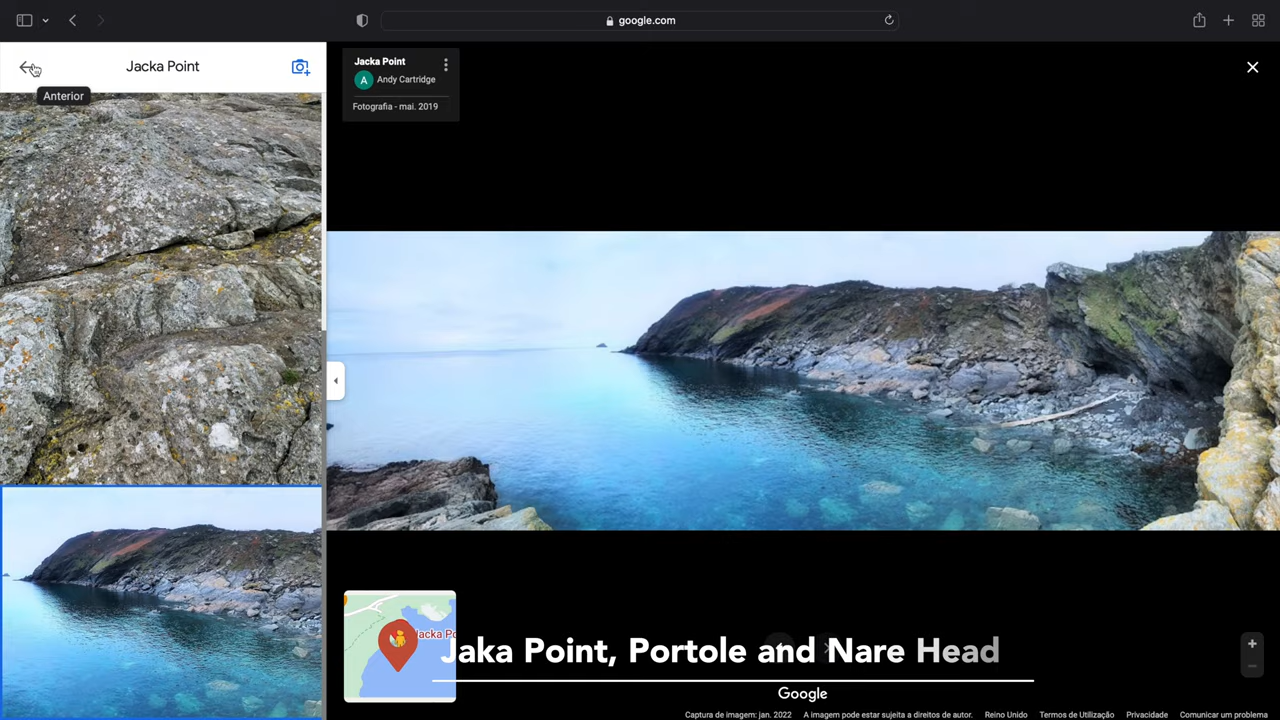 google.com
Jacka Point
Anterior
Jacka Point
A
Andy Cartridge
Fotografia - mai. 2019
Jacka Po
Jaka Point, Portole and Nare Head
Google
Captura de imagem: jan. 2022
A imagem pode estar sujeita a direitos de autor.
Reino Unido
Termos de Utilização
Privacidade
Comunicar um problema